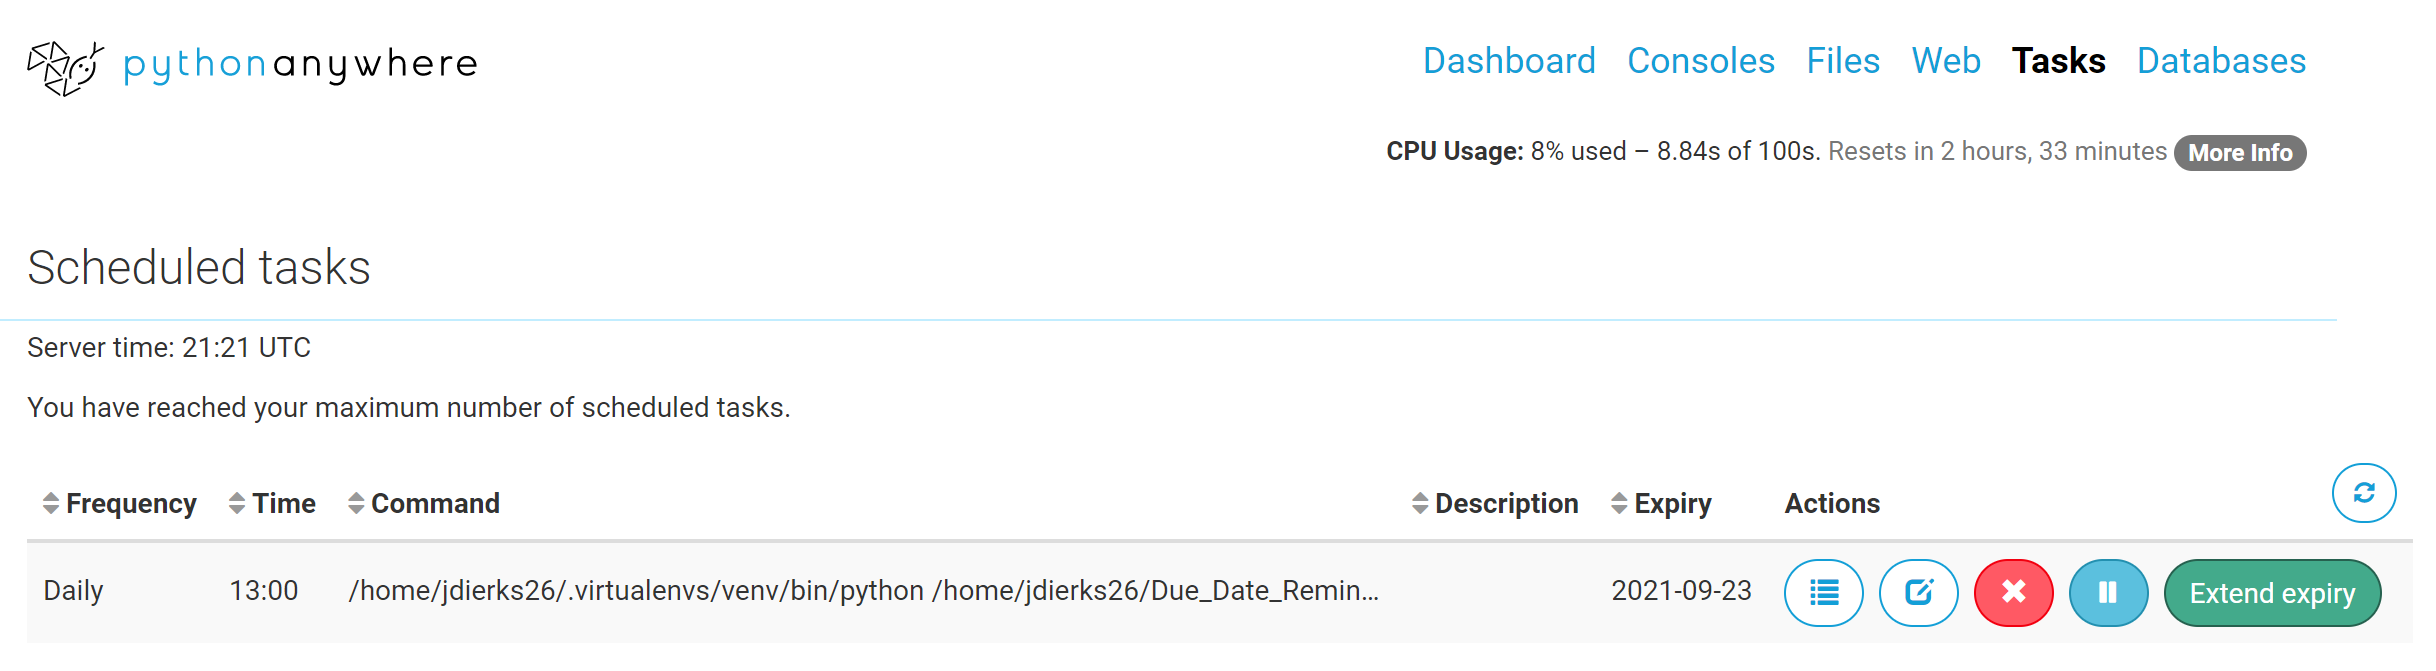 pythonanywhere
Dashboard Consoles Files Web Tasks Databases
CPU Usage: 8% used – 8.84s of 100s. Resets in 2 hours, 33 minutes More Info
Scheduled tasks
Server time: 21:21 UTC
You have reached your maximum number of scheduled tasks.
Frequency Time Command Description Expiry Actions
Daily 13:00 /home/jdierks26/.virtualenvs/venv/bin/python /home/jdierks26/Due_Date_Remin... 2021-09-23 Extend expiry